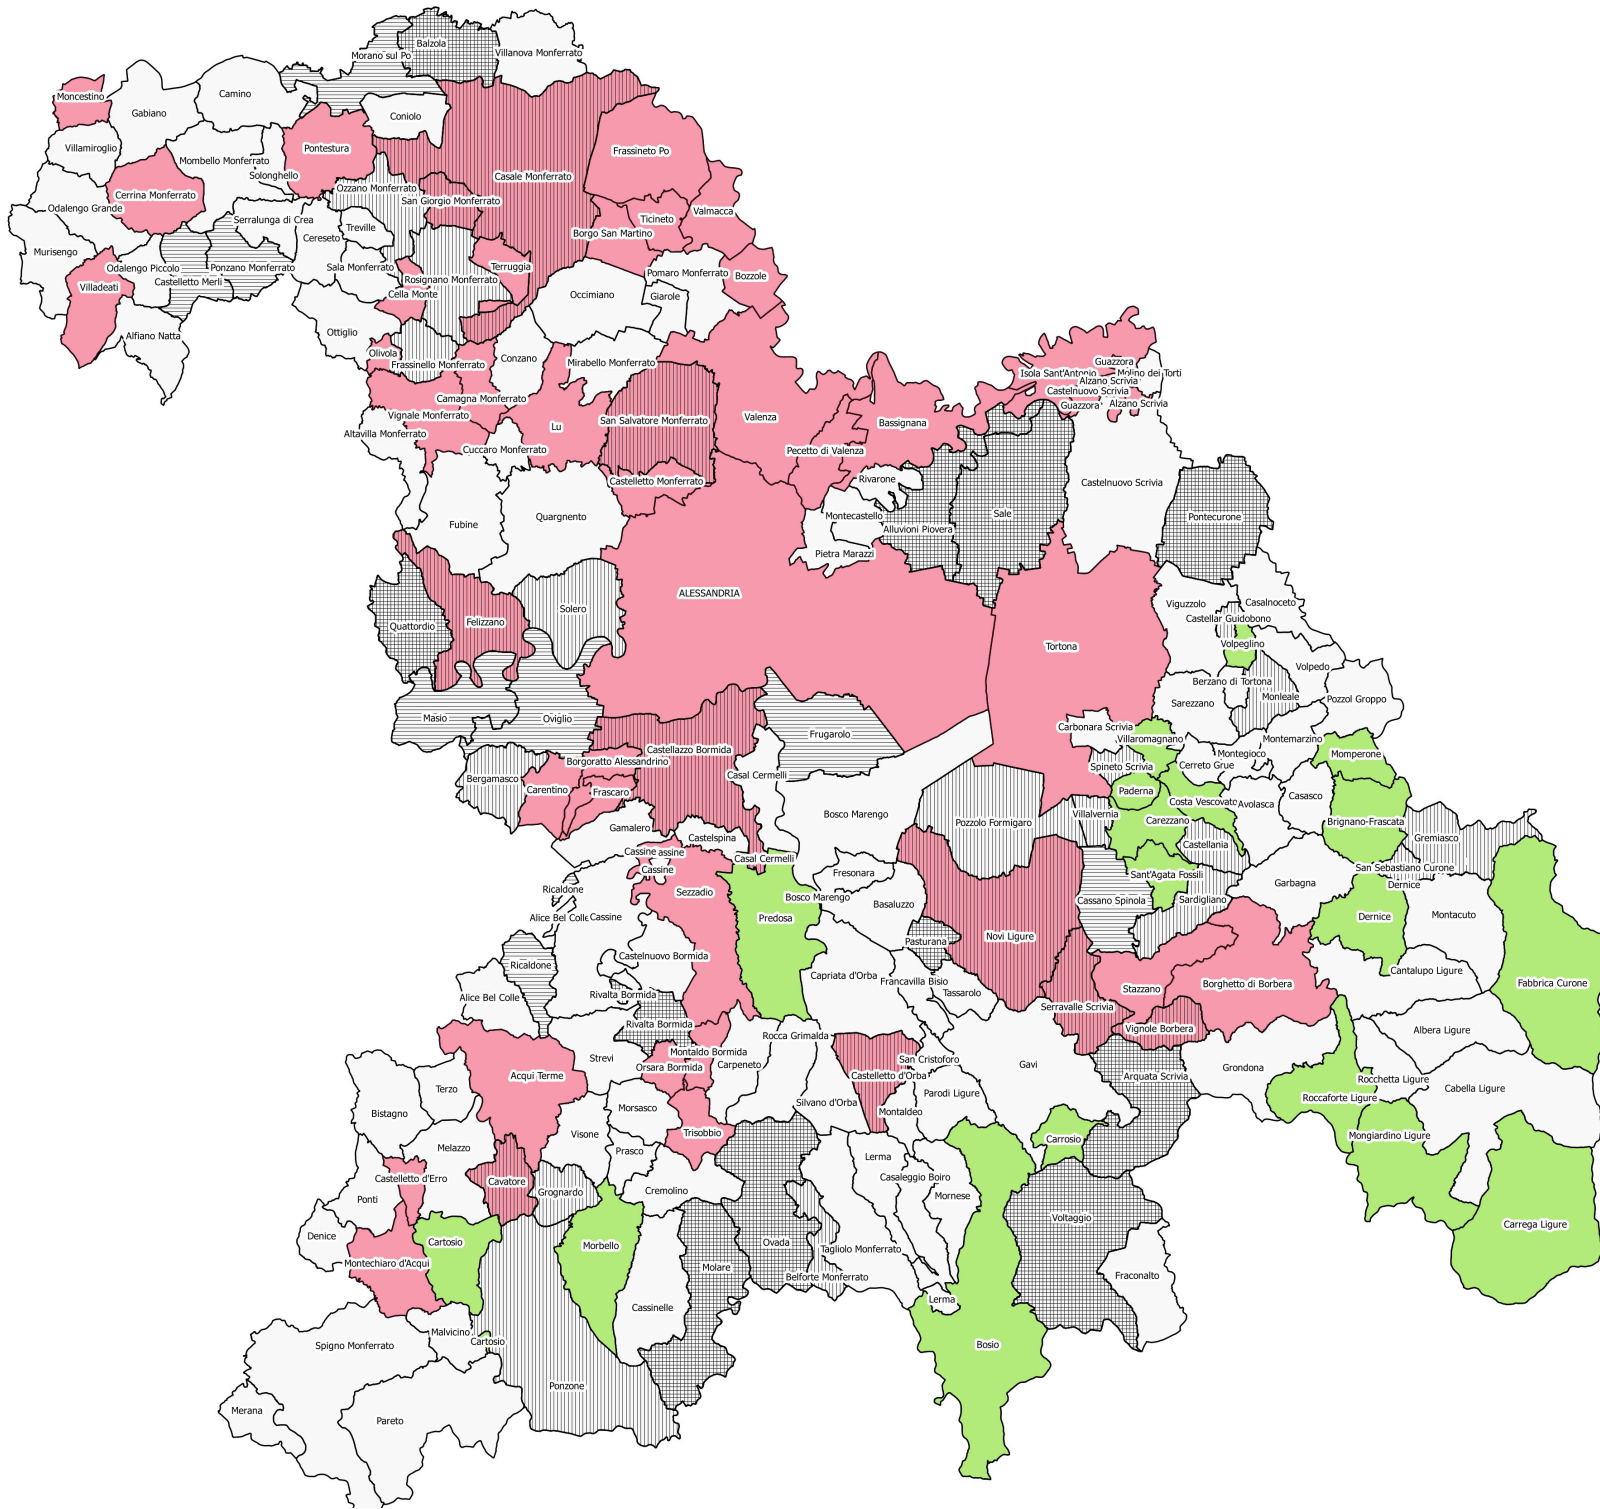 Balzola
Villanova Monferrato
Morano sul Po
Moncestino
Camino
Gabiano
Coniolo
Villamiroglio
Pontestura
Frassineto Po
Mombello Monferrato
Solonghello
Casale Monferrato
Cerrina Monferrato
Ozzano Monferrato
San Giorgio Monferrato
Odalengo Grande
Serralunga di Crea
Treville
Ticineto
Valmacca
Cereseto
Borgo San Martino
Murisengo
Odalengo Piccolo
Ponzano Monferrato
Sala Monferrato
Terruggia
Castelletto Merli
Rosignano Monferrato
Pomaro Monferrato
Bozzole
Villadeati
Cella Monte
Occimiano
Giarole
Alfiano Natta
Ottiglio
Olivola
Frassinello Monferrato
Conzano
Mirabello Monferrato
Guazzora
Isola Sant'Antonio
Molino dei Torti
Alzano Scrivia
Castelnuovo Scrivia
Guazzora
Alzano Scrivia
Camagna Monferrato
Vignale Monferrato
Lu
San Salvatore Monferrato
Valenza
Bassignana
Altavilla Monferrato
Cuccaro Monferrato
Pecetto di Valenza
Castelletto Monferrato
Rivarone
Castelnuovo Scrivia
Fubine
Quargnento
Montecastello
Alluvioni Piovera
Sale
Pontecurone
Pietra Marazzi
ALESSANDRIA
Quattordio
Felizzano
Solero
Viguzzolo
Casalnoceto
Castellar Guidobono
Volpeglino
Tortona
Volpedo
Berzano di Tortona
Monleale
Pozzol Groppo
Sarezzano
Masio
Oviglio
Frugarolo
Carbonara Scrivia
Villaromagno
Montemarzino
Montegioco
Momperone
Castellazzo Bormida
Borgoratto Alessandrino
Casal Cermelli
Spineto Scrivia
Cerreto Grue
Bergamasco
Carentino
Frascaro
Paderna
Costa Vescovato
Avolasca
Casasco
Bosco Marengo
Pozzolo Formigaro
Villalvernia
Carezzano
Brignano-Frascata
Gamalero
Castelspina
Castellania
Gremiasco
Cassine
assine
Casal Cermelli
Cassine
San Sebastiano Curone
Fresonara
Sant'Agata Fossili
Garbagna
Dernice
Ricaldone
Sezzadio
Bosco Marengo
Cassano Spinola
Sardigliano
Alice Bel Colle
Cassine
Predosa
Basaluzzo
Dernice
Montacuto
Pasturana
Novi Ligure
Castelnuovo Bormida
Ricaldone
Capriata d'Orba
Francavilla Bisio
Cantalupo Ligure
Alice Bel Colle
Rivalta Bormida
Tassarolo
Stazzano
Borghetto di Borbera
Fabbrica Curone
Serravalle Scrivia
Rivalta Bormida
Rocca Grimalda
Vignole Borbera
Albera Ligure
Strevi
Montaldo Bormida
Carpeneto
Orsara Bormida
San Cristoforo
Gavi
Castelletto d'Orba
Arquata Scrivia
Grondona
Acqui Terme
Terzo
Rocchetta Ligure
Cabella Ligure
Bistagno
Morsasco
Silvano d'Orba
Montaldeo
Parodi Ligure
Roccaforte Ligure
Visone
Trisobbio
Carrosio
Mongiardino Ligure
Melazzo
Prasco
Lerma
Castelletto d'Erro
Cavatore
Grognardo
Cremolino
Casaleggio Boiro
Ponti
Mornese
Denice
Cartosio
Morbello
Ovada
Tagliolo Monferrato
Voltaggio
Carrega Ligure
Montechiaro d'Acqui
Molare
Belforte Monferrato
Fraconalto
Cassinelle
Lerma
Malvicino
Cartosio
Spigno Monferrato
Bosio
Ponzone
Merana
Pareto